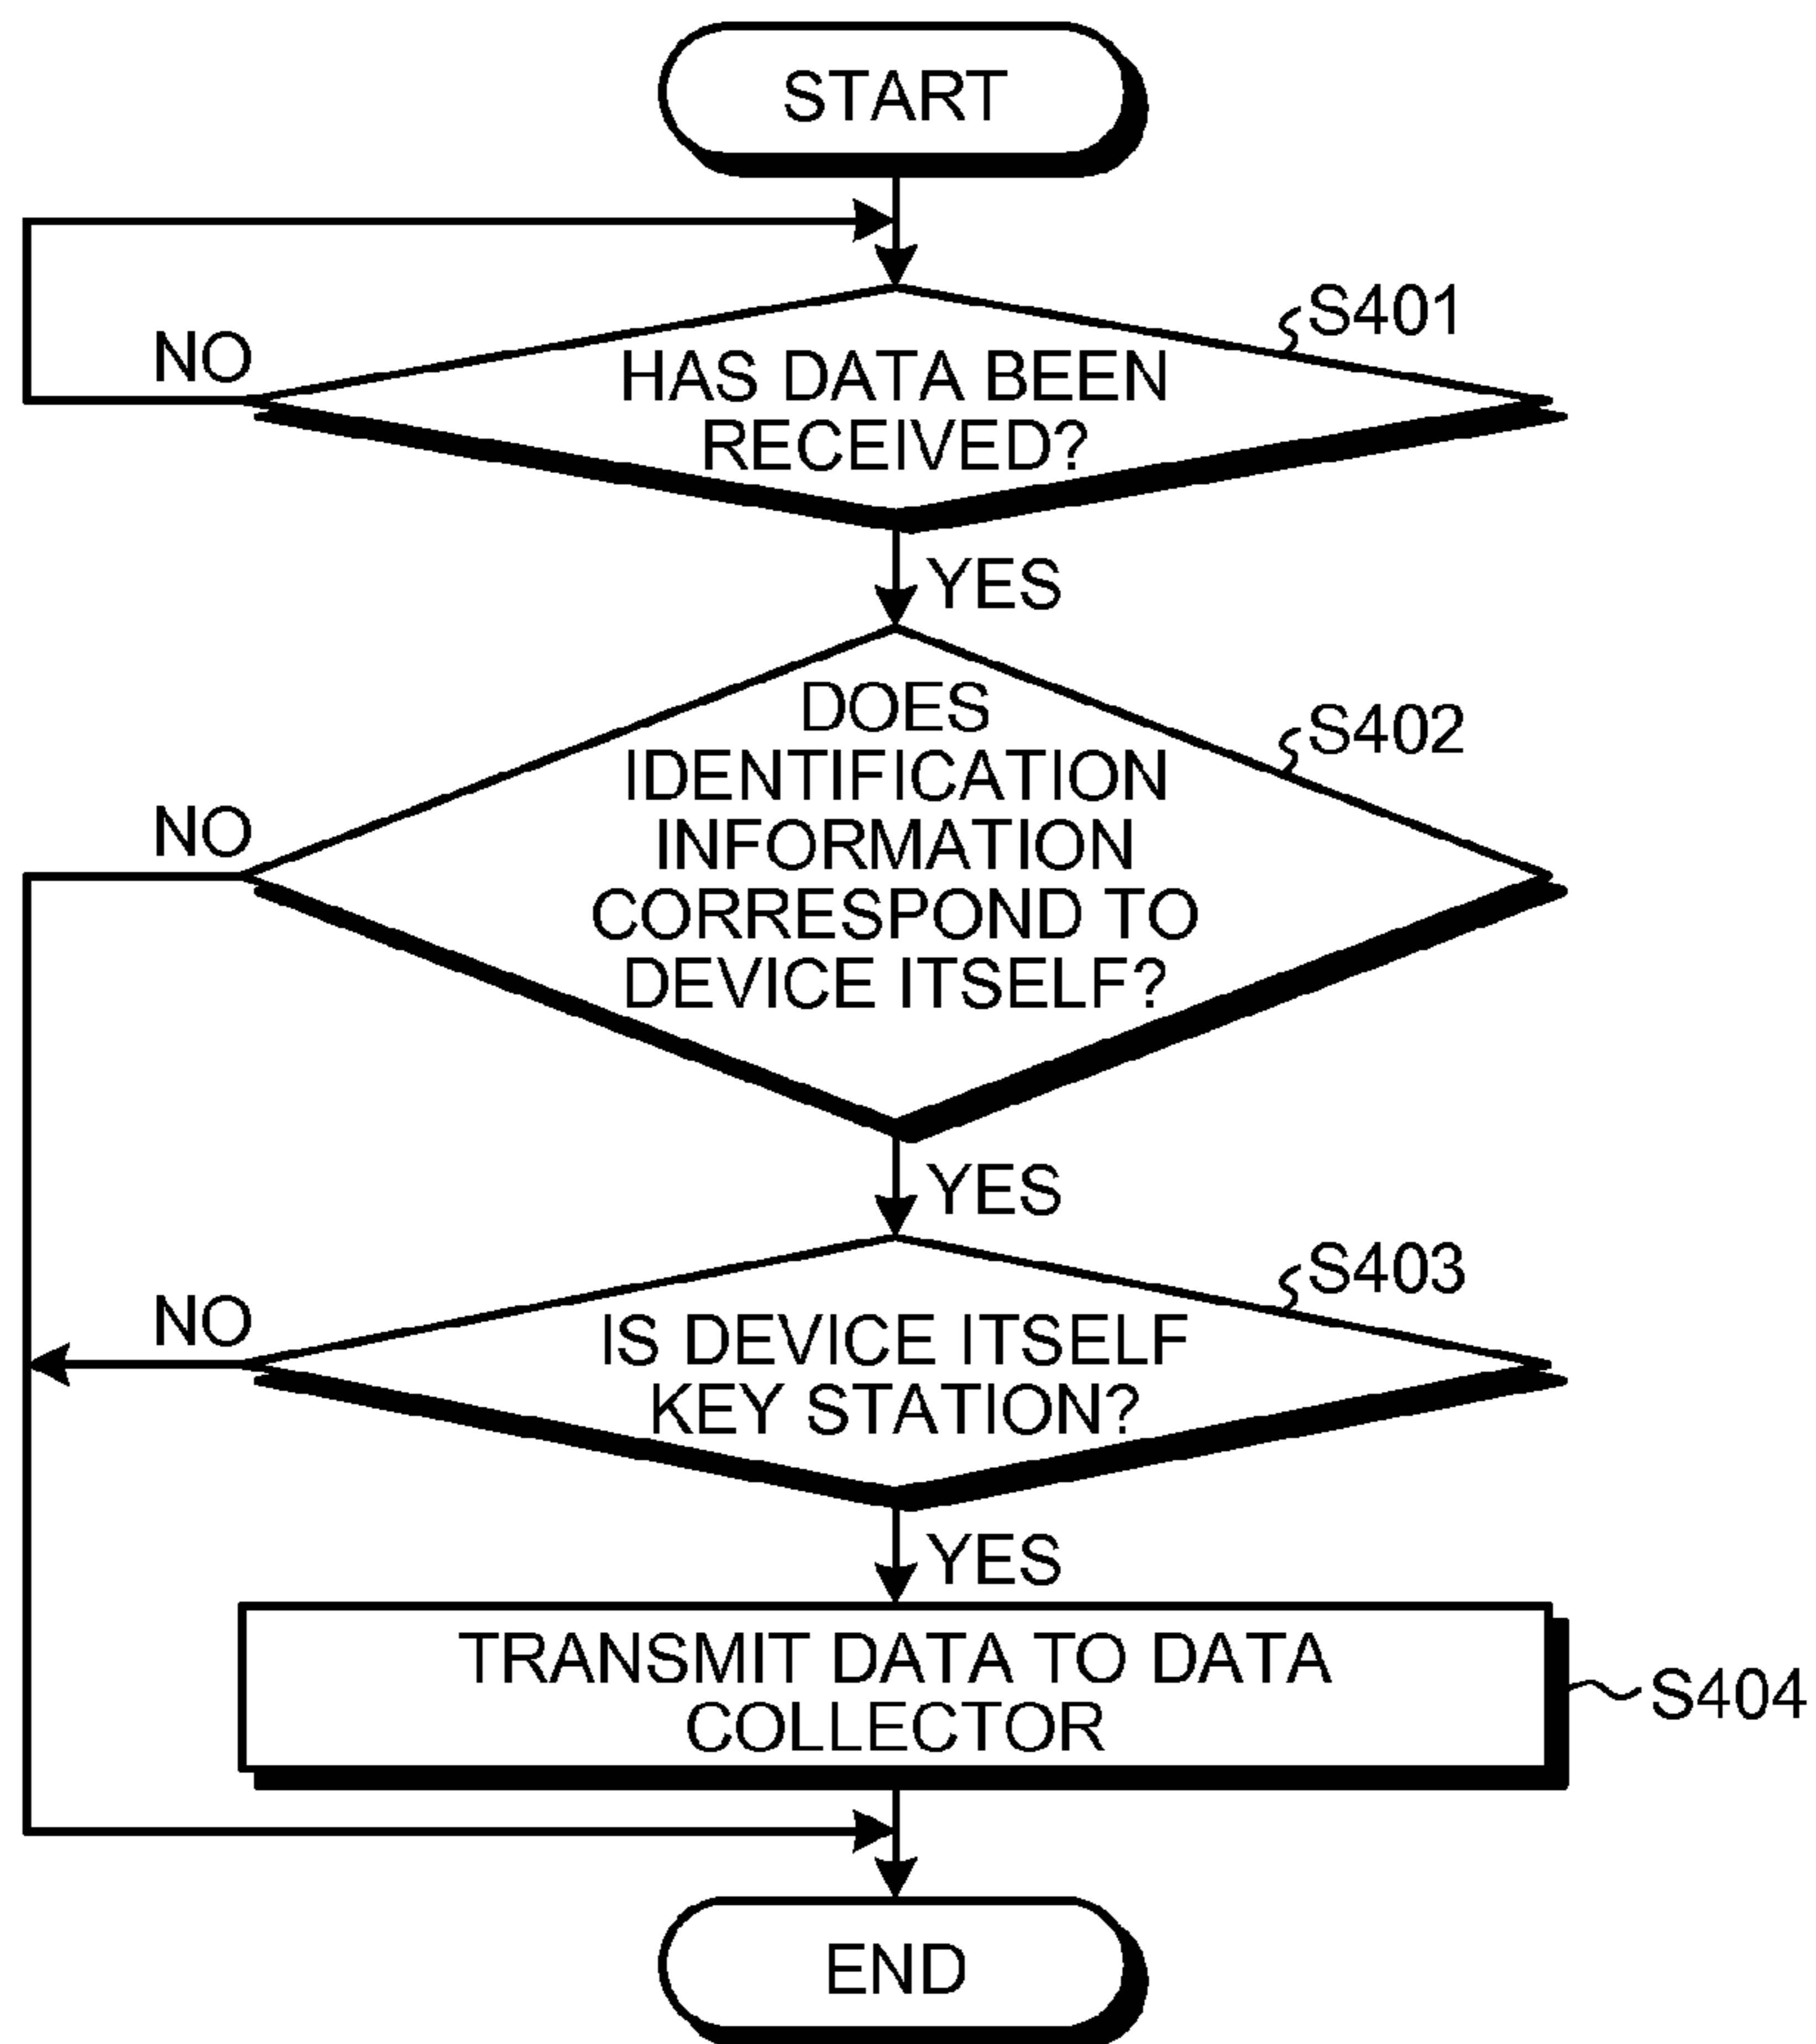 START
S401
NO
HAS DATA BEEN
RECEIVED?
YES
DOES
S402
IDENTIFICATION
NO
INFORMATION
CORRESPOND TO
DEVICE ITSELF?
YES
S403
NO
IS DEVICE ITSELF
KEY STATION?
YES
TRANSMIT DATA TO DATA
COLLECTOR
S404
END